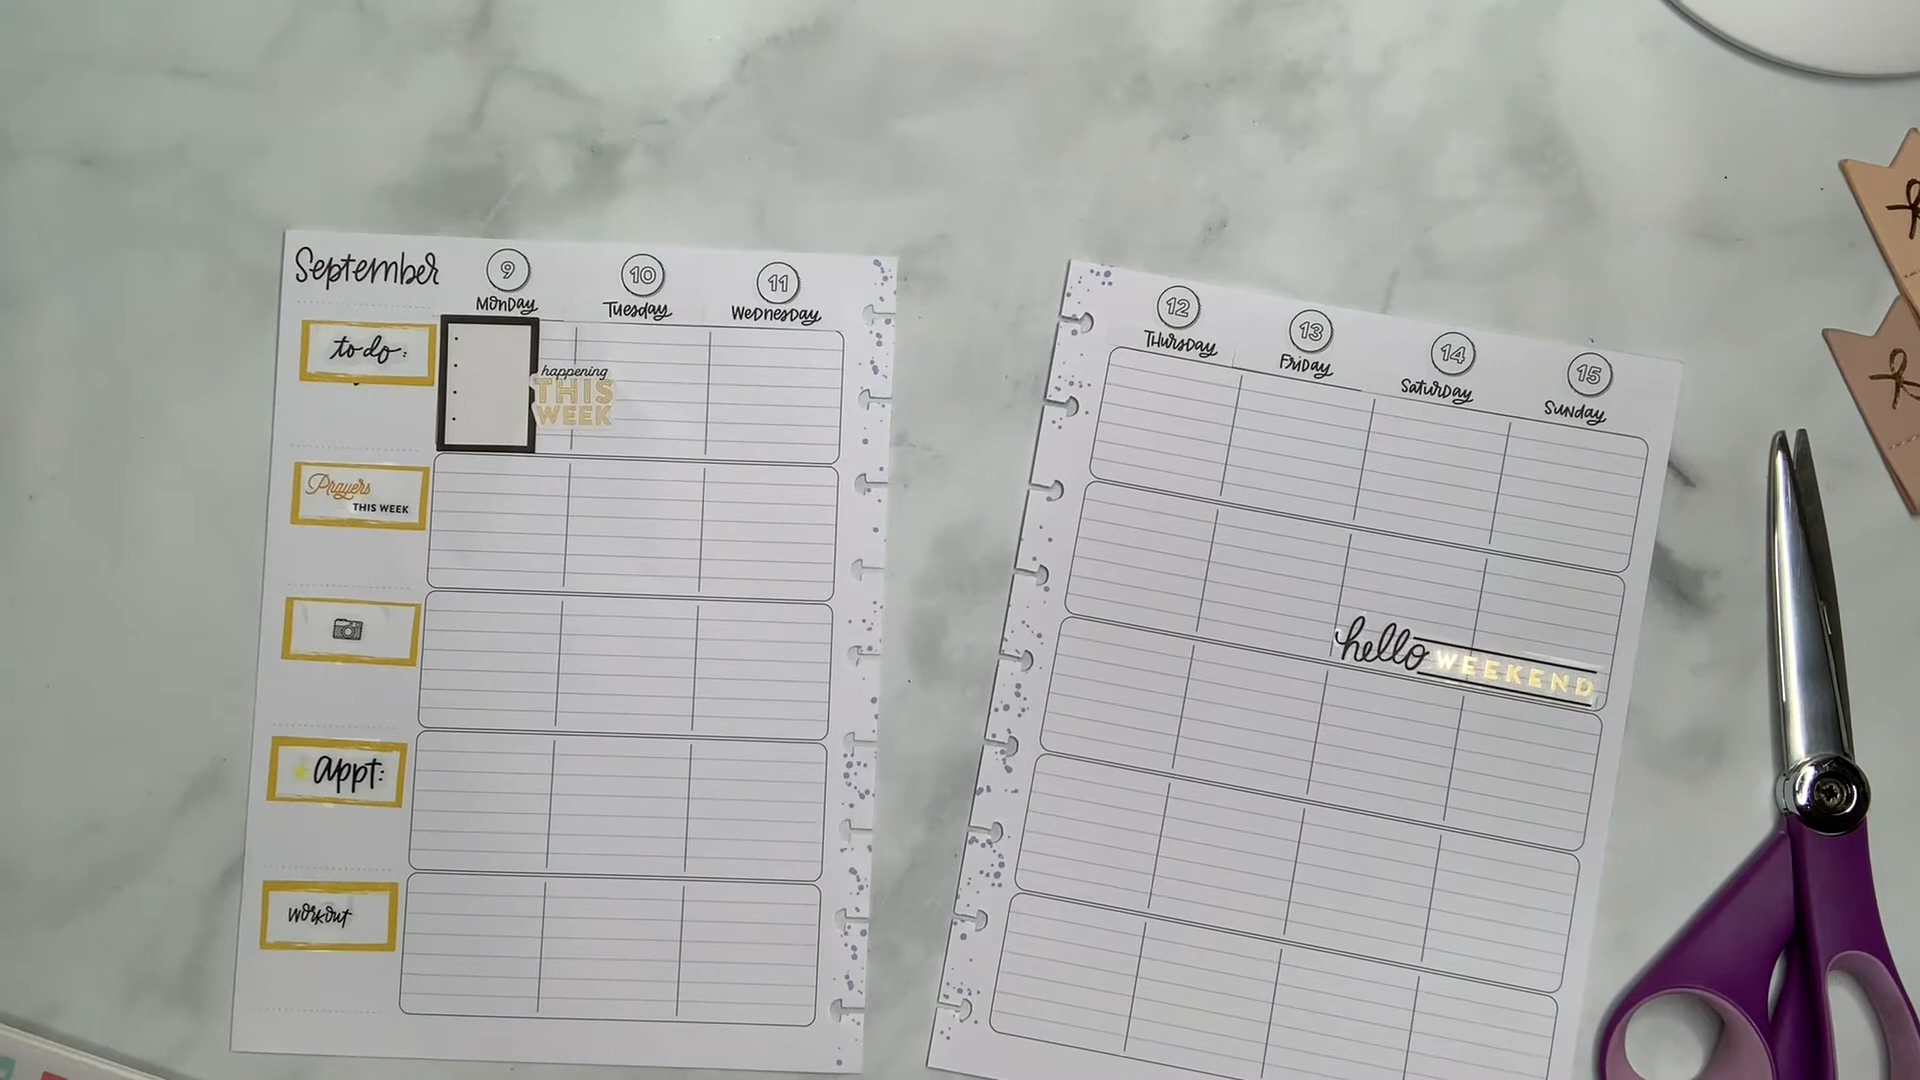 September
9
10
11
Monday
Tuesday
Wednesday
to do:
happening
THIS
WEEK
Prayers
THIS WEEK
appt:
workout
12
13
14
15
Thursday
Friday
Saturday
Sunday
hello WEEKEND